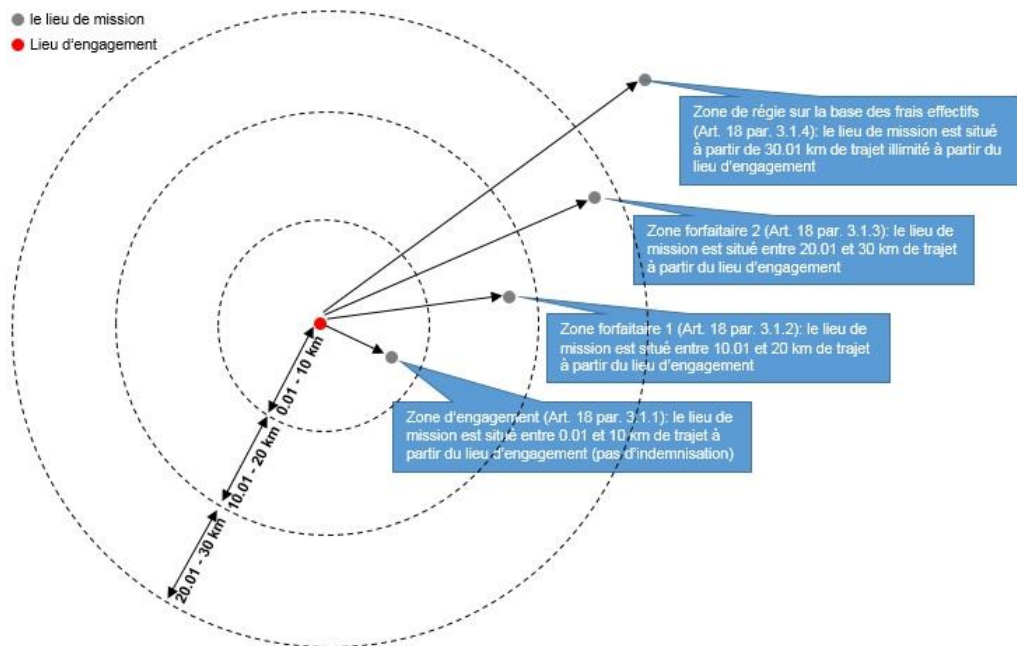 le lieu de mission
Lieu d'engagement
Zone de régie sur la base des frais effectifs
(Art. 18 par. 3.1.4): le lieu de mission est situé
à partir de 30.01 km de trajet illimité à partir du
lieu d'engagement
Zone forfaitaire 2 (Art. 18 par. 3.1.3): le lieu de
mission est situé entre 20.01 et 30 km de trajet
à partir du lieu d'engagement
Zone forfaitaire 1 (Art. 18 par. 3.1.2): le lieu de
mission est situé entre 10.01 et 20 km de trajet
à partir du lieu d'engagement
Zone d'engagement (Art. 18 par. 3.1.1): le lieu de
mission est situé entre 0.01 et 10 km de trajet à
partir du lieu d'engagement (pas d'indemnisation)
0.01 - 10 km
10.01 - 20 km
20.01 - 30 km